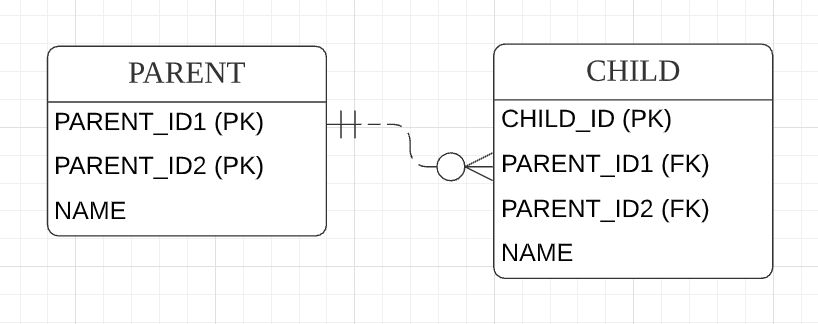 PARENT
PARENT_ID1 (PK)
PARENT_ID2 (PK)
NAME
CHILD
CHILD_ID (PK)
PARENT_ID1 (FK)
PARENT_ID2 (FK)
NAME